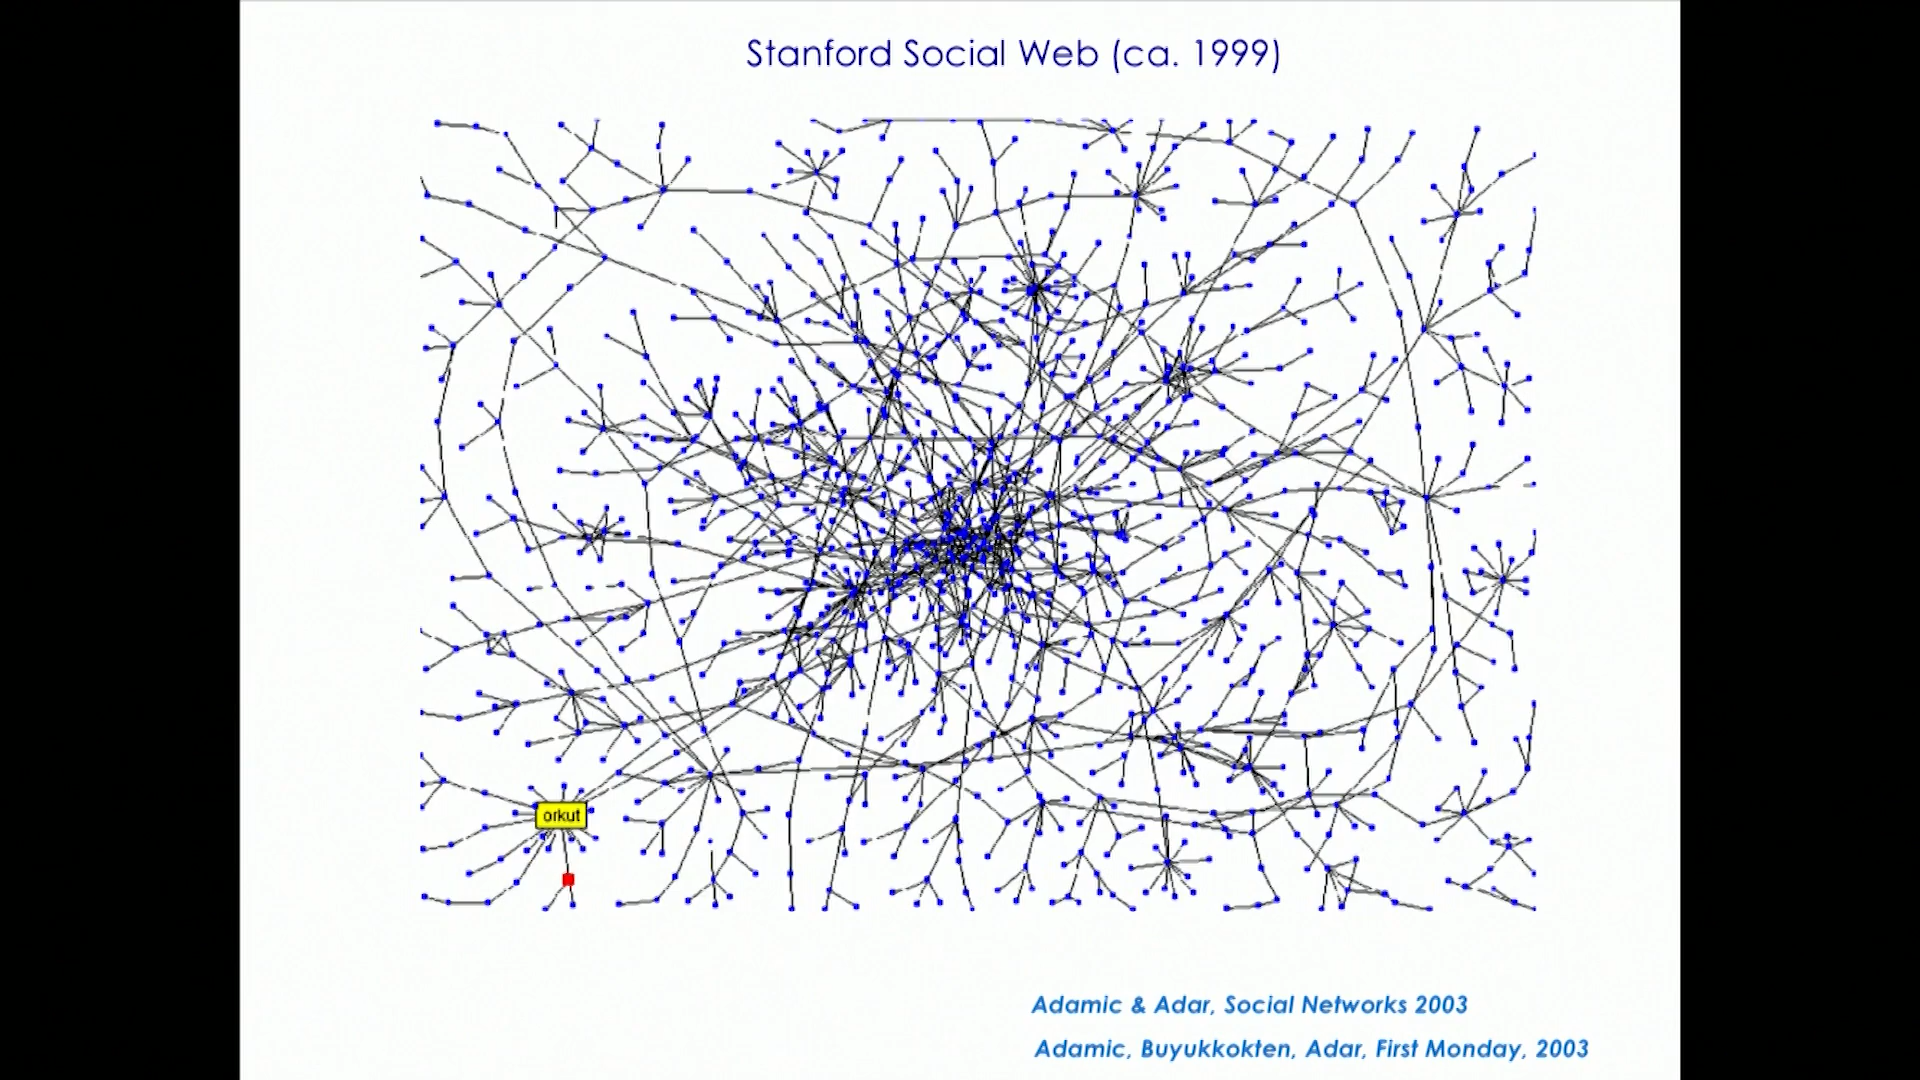 Stanford Social Web (ca. 1999)
orkut
Adamic & Adar, Social Networks 2003
Adamic, Buyukkokten, Adar, First Monday, 2003